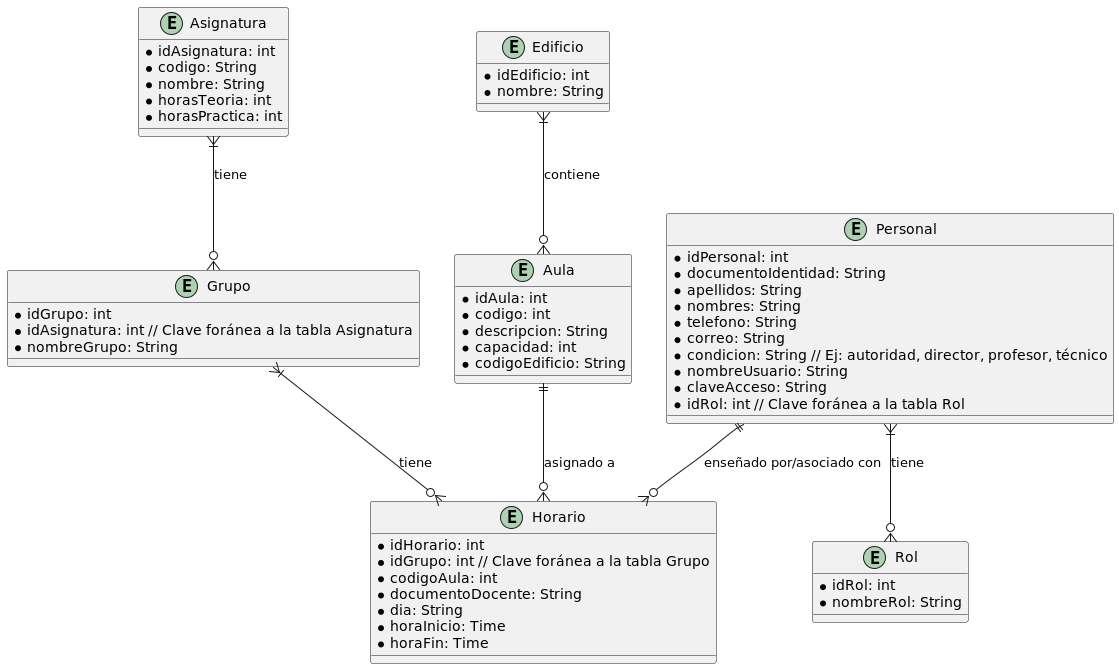 E Asignatura
idAsignatura: int
codigo: String
nombre: String
horasTeoria: int
horasPractica: int
E Edificio
idEdificio: int
nombre: String
tiene
contiene
E Personal
idPersonal: int
documentoIdentidad: String
apellidos: String
nombres: String
telefono: String
correo: String
condicion: String // Ej: autoridad, director, profesor, técnico
nombreUsuario: String
claveAcceso: String
idRol: int // Clave foránea a la tabla Rol
E Grupo
idGrupo: int
idAsignatura: int // Clave foránea a la tabla Asignatura
nombreGrupo: String
E Aula
idAula: int
codigo: int
descripcion: String
capacidad: int
codigoEdificio: String
tiene
asignado a
enseñado por/asociado con
tiene
E Horario
idHorario: int
idGrupo: int // Clave foránea a la tabla Grupo
codigoAula: int
documentoDocente: String
dia: String
horaInicio: Time
horaFin: Time
E Rol
idRol: int
nombreRol: String